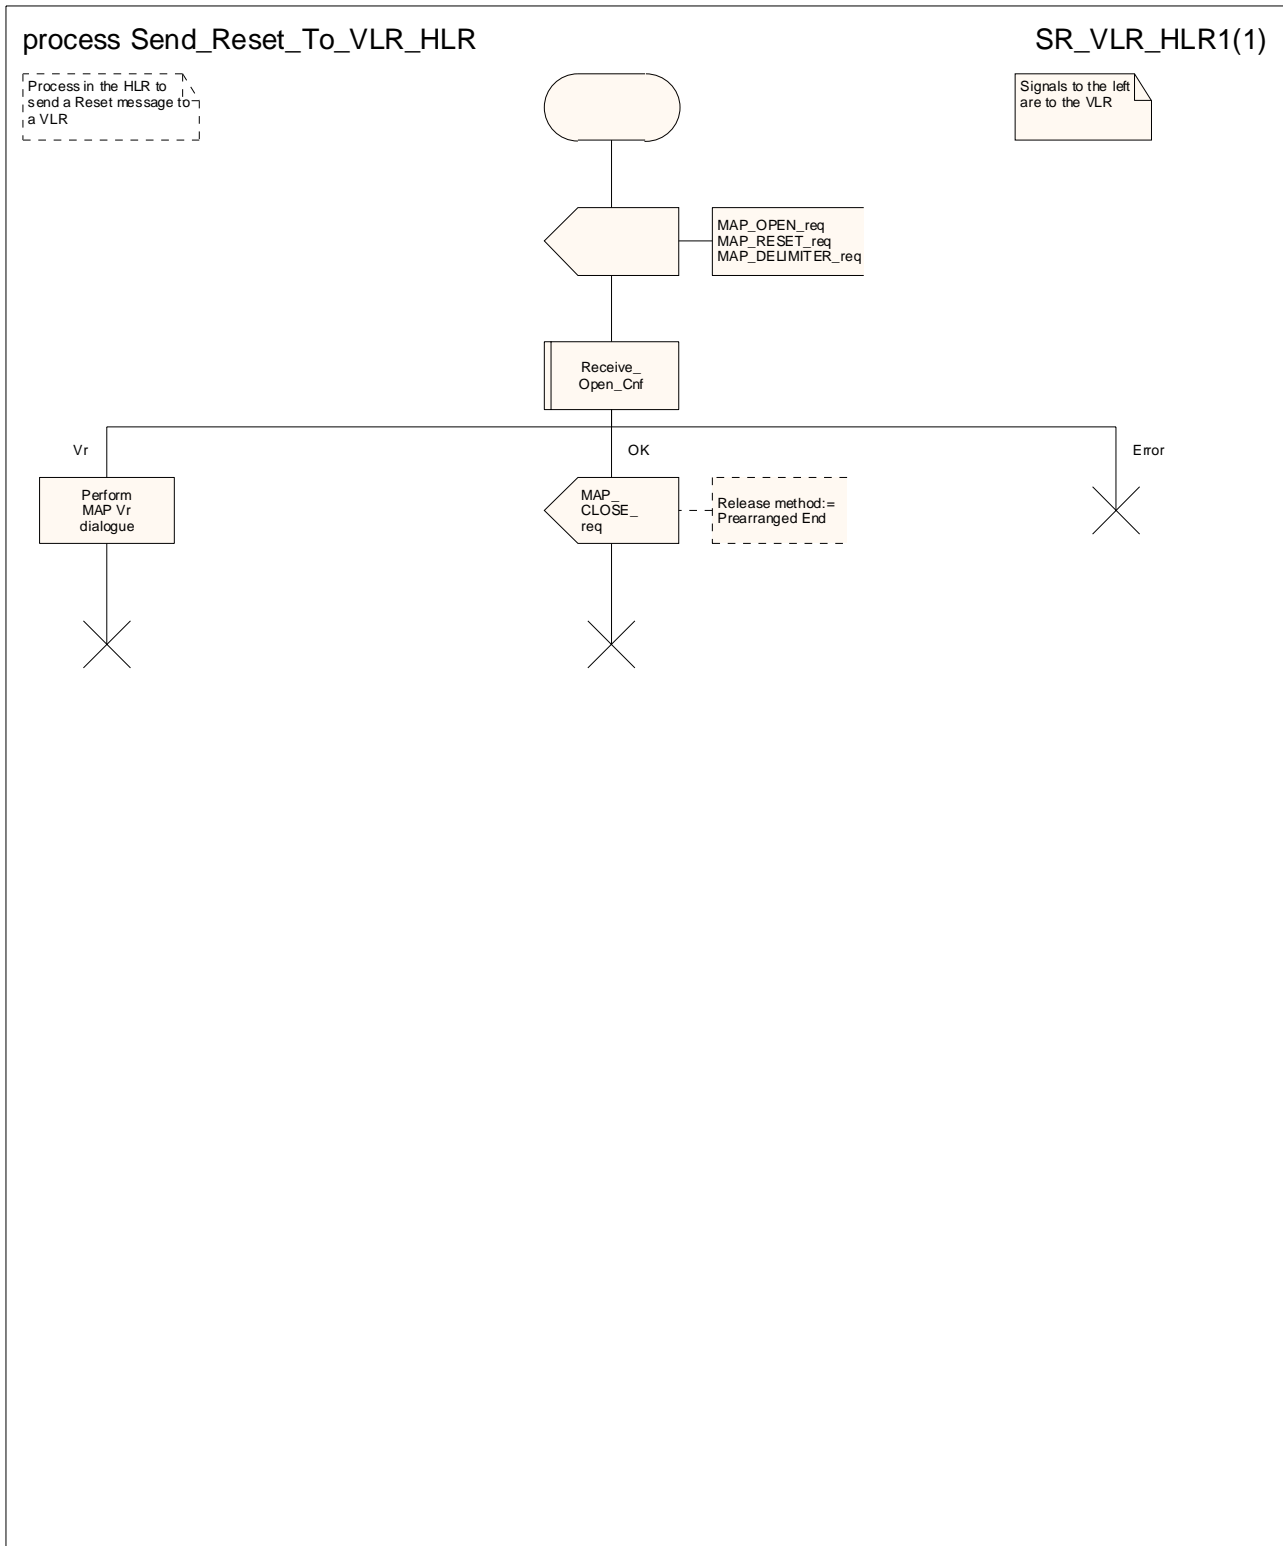 process Send_Reset_To_VLR_HLR
SR_VLR_HLR1(1)
Process in the HLR to
send a Reset message to
a VLR
Signals to the left
are to the VLR
MAP_OPEN_req
MAP_RESET_req
MAP_DELIMITER_req
Receive_
Open_Cnf
Vr
OK
Error
Perform
MAP Vr
dialogue
MAP_
CLOSE_
req
Release method:=
Prearranged End